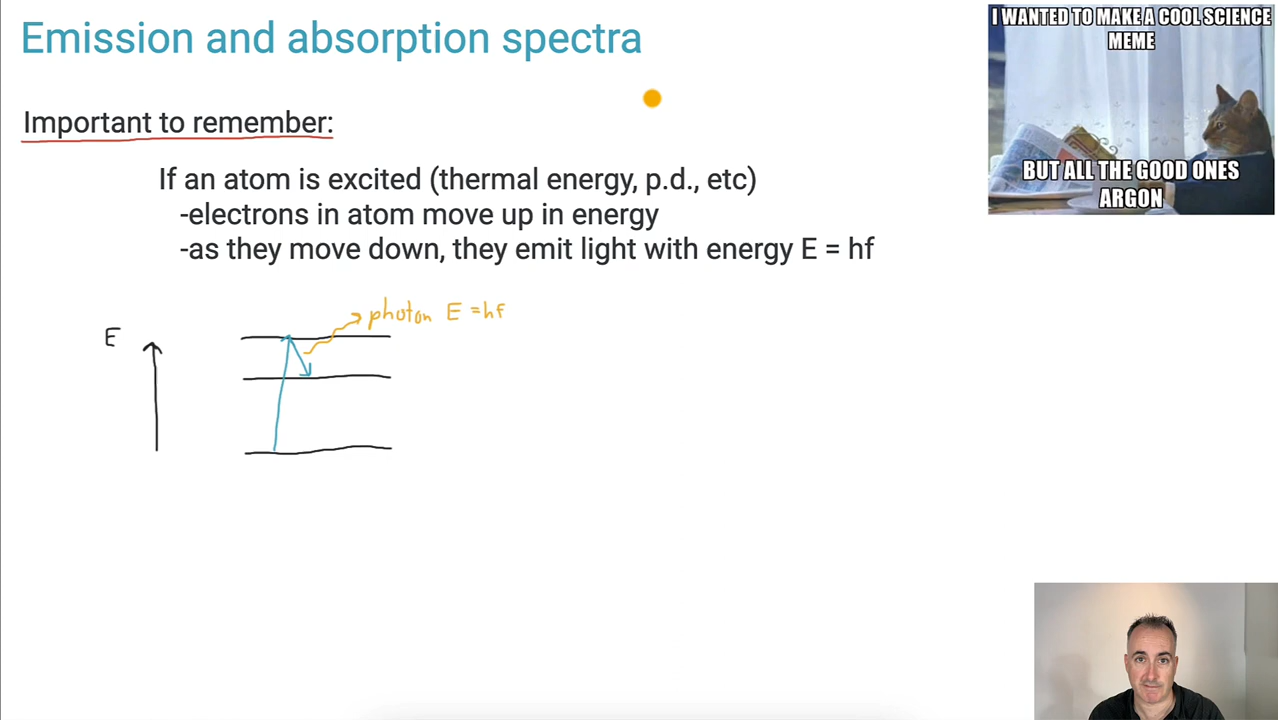 Emission and absorption spectra
I WANTED TO MAKE A COOL SCIENCE
MEME
BUT ALL THE GOOD ONES
ARGON
Important to remember:
If an atom is excited (thermal energy, p.d., etc)
-electrons in atom move up in energy
-as they move down, they emit light with energy E = hf
photon E = hf
E